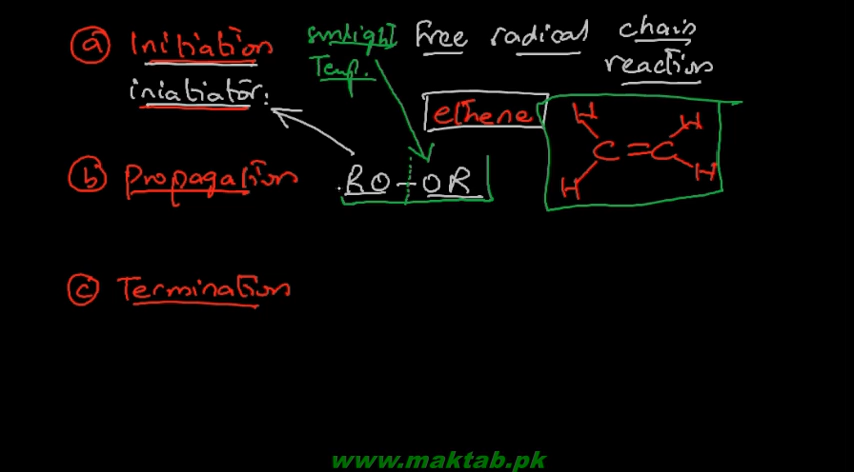 ⓐ Initiation
sunlight
Temp.
Free radical chain
reaction
iniatiator.
ethene
H
H
C=C
H
H
ⓑ Propagation
RO-OR
ⓒ Termination
www.maktab.pk